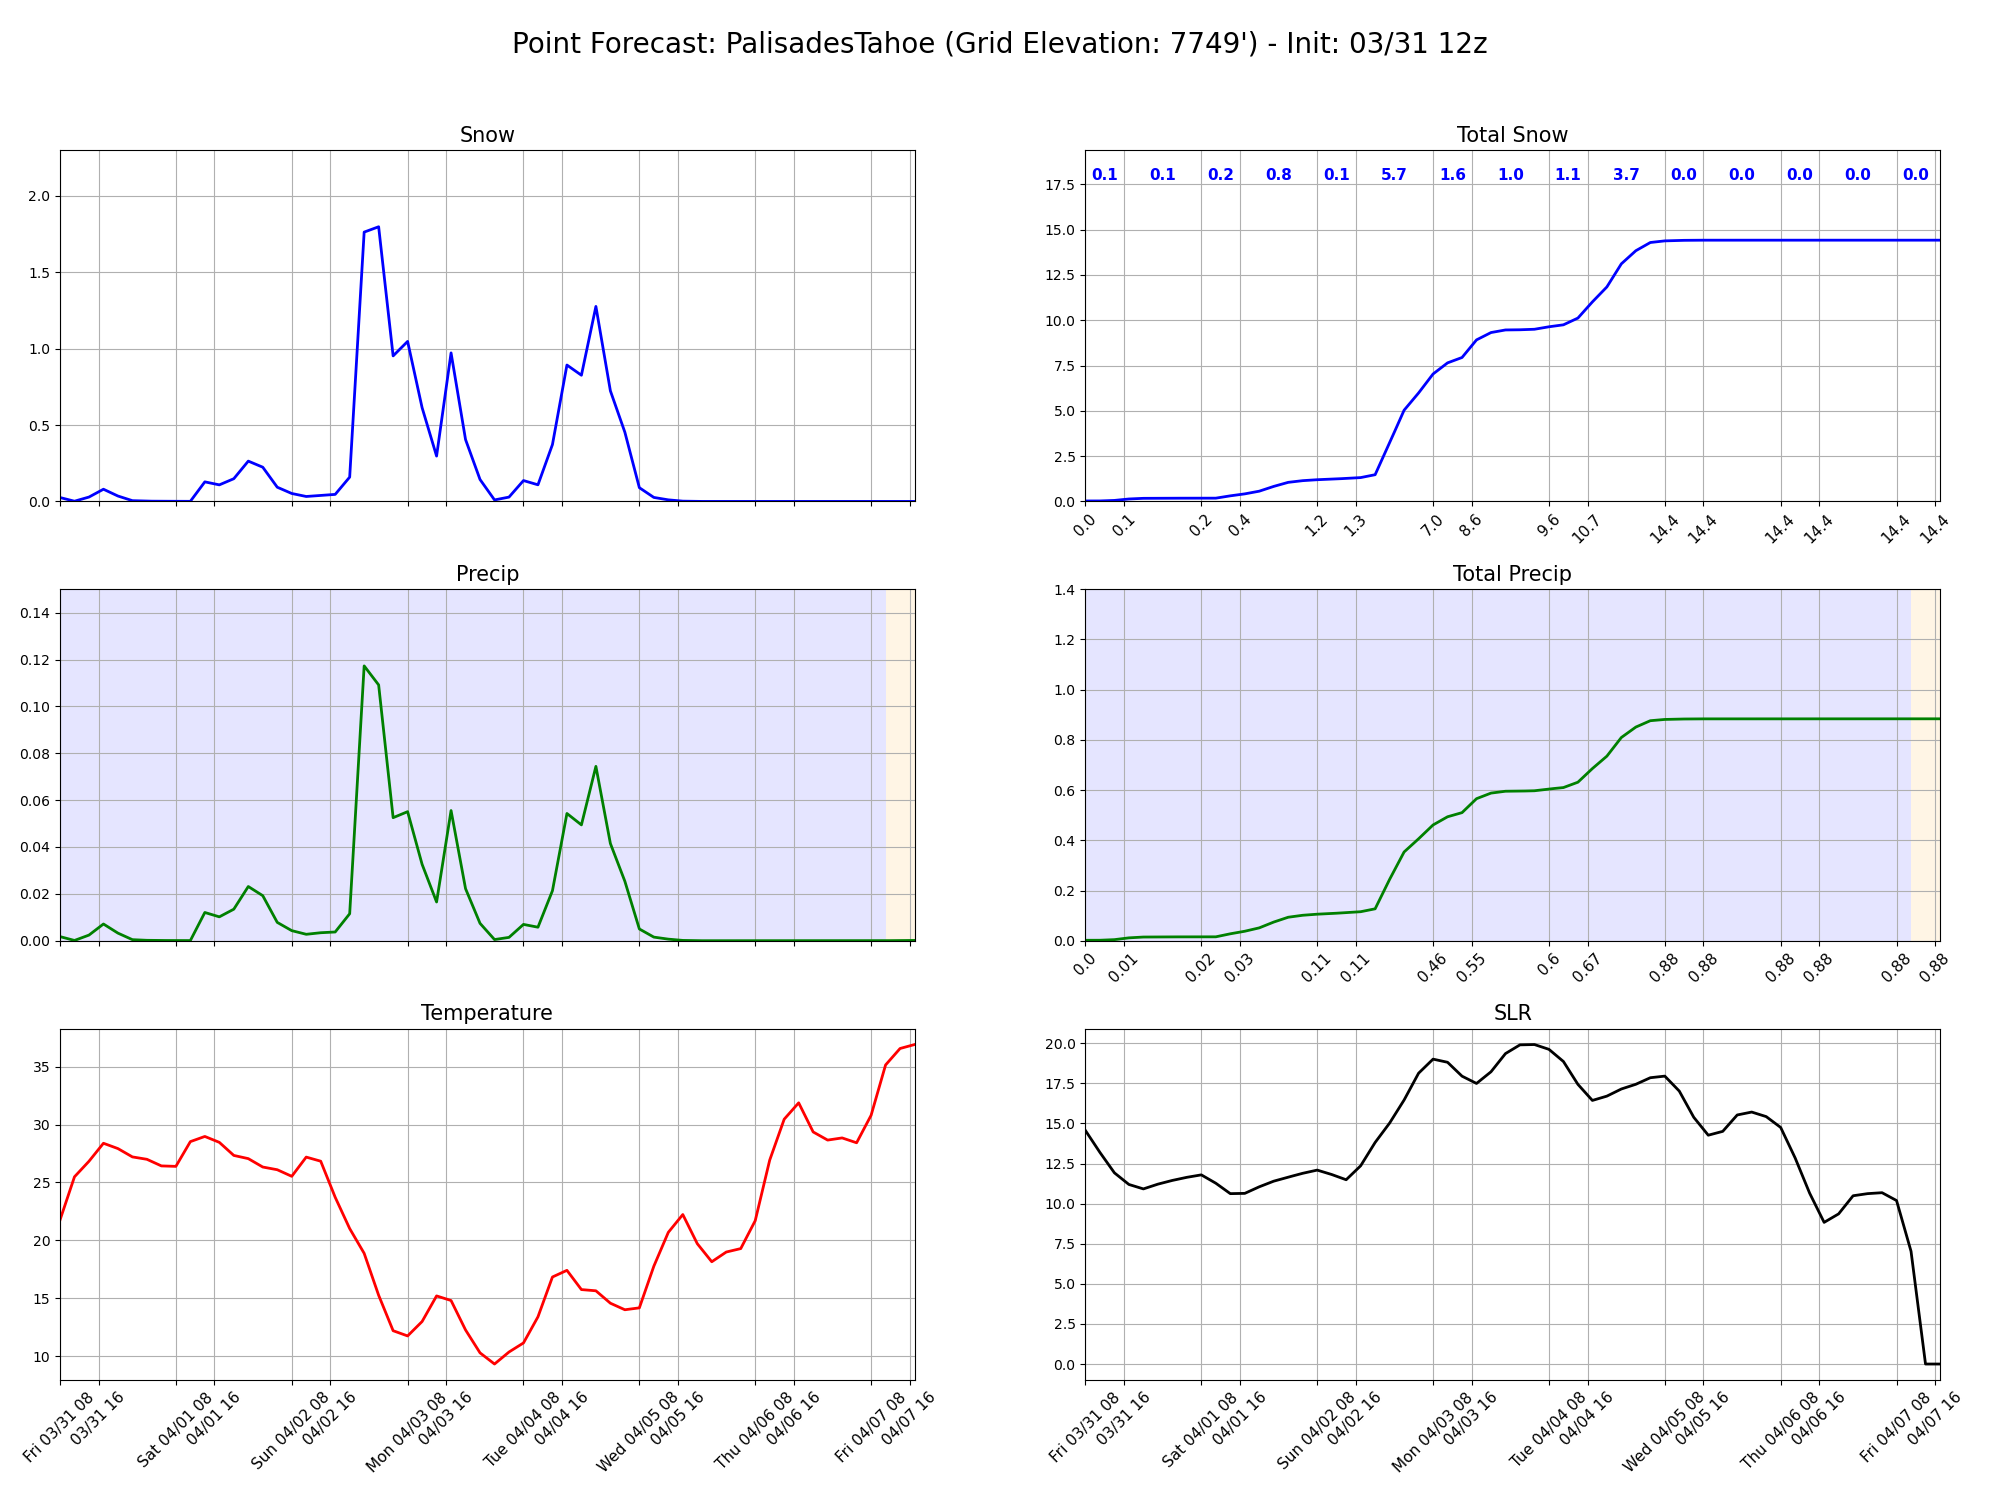 Point Forecast: PalisadesTahoe (Grid Elevation: 7749') - Init: 03/31 12z
Snow
2.0
1.5
1.0
0.5
0.0
Total Snow
0.1 0.1 0.2 0.8 0.1 5.7 1.6 1.0 1.1 3.7 0.0 0.0 0.0 0.0 0.0
17.5
15.0
12.5
10.0
7.5
5.0
2.5
0.0
0.0 0.1 0.2 0.4 1.2 1.3 7.0 8.6 9.6 10.7 14.4 14.4 14.4 14.4 14.4 14.4
Precip
0.14
0.12
0.10
0.08
0.06
0.04
0.02
0.00
Total Precip
1.4
1.2
1.0
0.8
0.6
0.4
0.2
0.0
0.0 0.01 0.02 0.03 0.11 0.11 0.46 0.55 0.6 0.67 0.88 0.88 0.88 0.88 0.88 0.88
Temperature
35
30
25
20
15
10
Fri 03/31 08
03/31 16
Sat 04/01 08
04/01 16
Sun 04/02 08
04/02 16
Mon 04/03 08
04/03 16
Tue 04/04 08
04/04 16
Wed 04/05 08
04/05 16
Thu 04/06 08
04/06 16
Fri 04/07 08
04/07 16
SLR
20.0
17.5
15.0
12.5
10.0
7.5
5.0
2.5
0.0
Fri 03/31 08
03/31 16
Sat 04/01 08
04/01 16
Sun 04/02 08
04/02 16
Mon 04/03 08
04/03 16
Tue 04/04 08
04/04 16
Wed 04/05 08
04/05 16
Thu 04/06 08
04/06 16
Fri 04/07 08
04/07 16